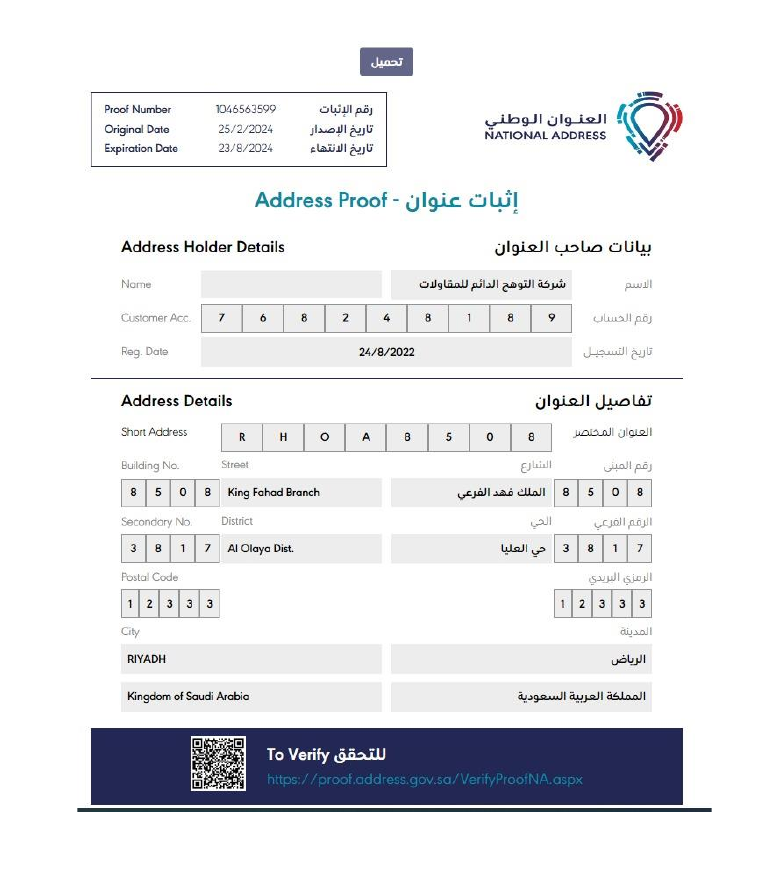 تحميل
العنوان الوطني
NATIONAL ADDRESS
Proof Number 1046563599 رقم الإثبات
Original Date 25/2/2024 تاريخ الإصدار
Expiration Date 23/8/2024 تاريخ الانتهاء
Address Proof - إثبات عنوان
Address Holder Details بيانات صاحب العنوان
Name شركة التوهج الدائم للمقاولات الاسم
Customer Acc. 7 6 8 2 4 8 1 8 9 رقم الحساب
Reg. Date 24/8/2022 تاريخ التسجيل
Address Details تفاصيل العنوان
Short Address R H O A 8 5 0 8 العنوان المختصر
Building No. Street الشارع رقم المبنى
8 5 0 8 King Fahad Branch الملك فهد الفرعي 8 5 0 8
Secondary No. District الحي الرقم الفرعي
3 8 1 7 Al Olaya Dist. حي العليا 3 8 1 7
Postal Code الرمزي البريدي
1 2 3 3 3 1 2 3 3 3
City المدينة
RIYADH الرياض
Kingdom of Saudi Arabia المملكة العربية السعودية
To Verify للتحقق
https://proof.address.gov.sa/VerifyProofNA.aspx